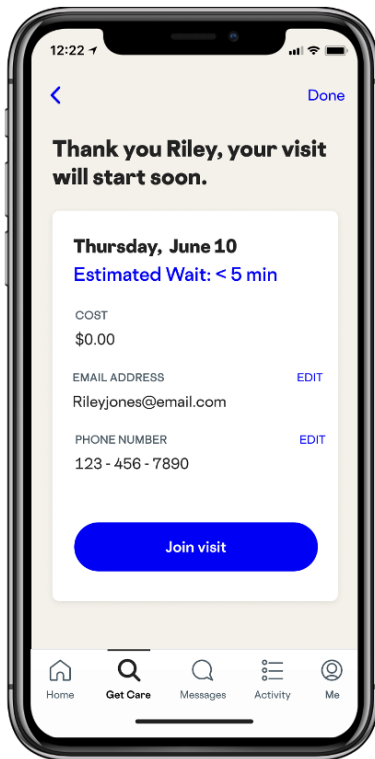 12:22
Done
Thank you Riley, your visit
will start soon.
Thursday, June 10
Estimated Wait: < 5 min
COST
$0.00
EMAIL ADDRESS
EDIT
Rileyjones@email.com
PHONE NUMBER
EDIT
123 - 456 - 7890
Join visit
Home
Get Care
Messages
Activity
Me